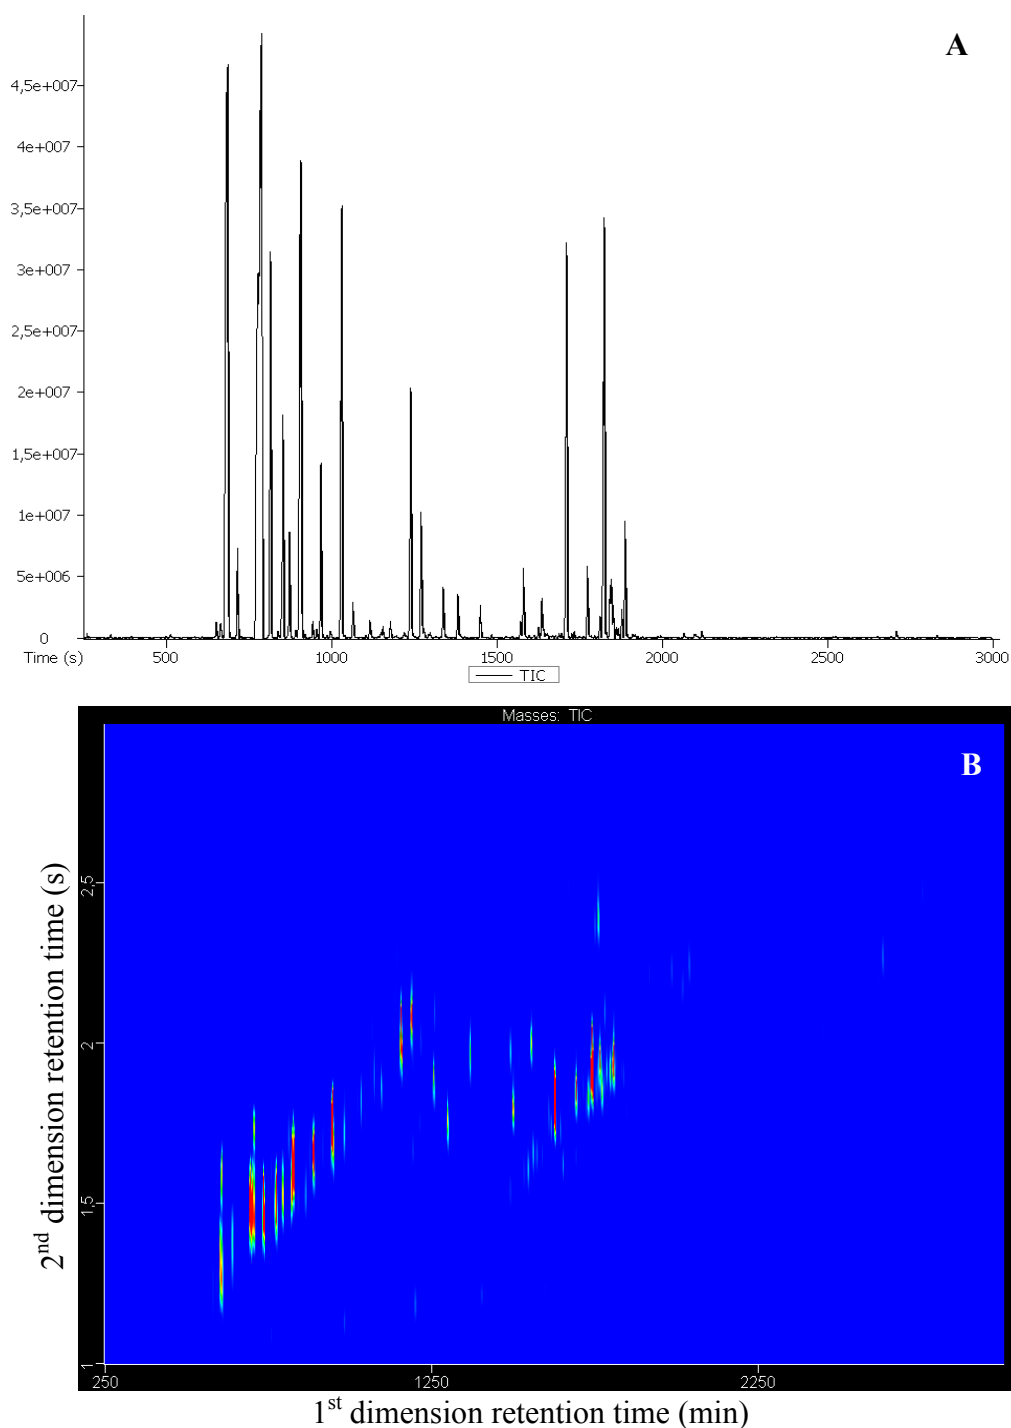 A
4,5e+007
4e+007
3,5e+007
3e+007
2,5e+007
2e+007
1,5e+007
1e+007
5e+006
0
Time (s) 500 1000 1500 2000 2500 3000
TIC
Masses: TIC
B
2,5
2
1,5
1
2nd dimension retention time (s)
250 1250 2250
1st dimension retention time (min)